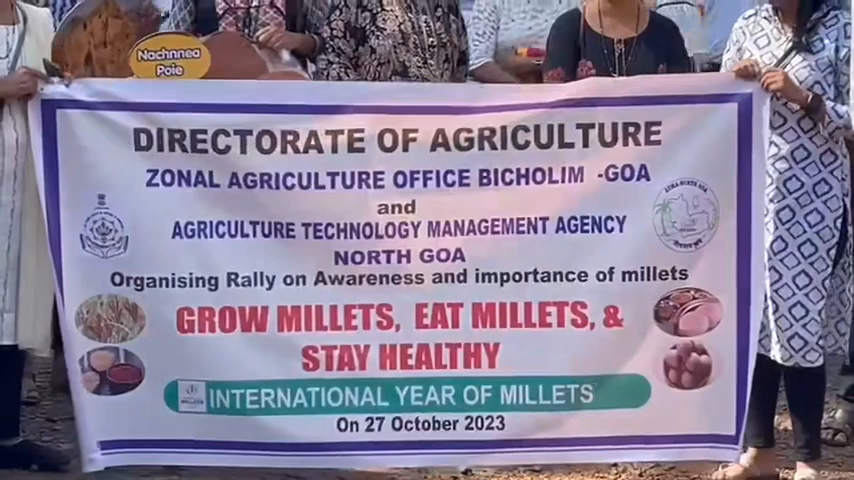 Nachnnea
Poie
DIRECTORATE OF AGRICULTURE
ZONAL AGRICULTURE OFFICE BICHOLIM -GOA
and
AGRICULTURE TECHNOLOGY MANAGEMENT AGENCY
NORTH GOA
Organising Rally on Awareness and importance of millets
GROW MILLETS, EAT MILLETS, &
STAY HEALTHY
INTERNATIONAL YEAR OF MILLETS
On 27 October 2023